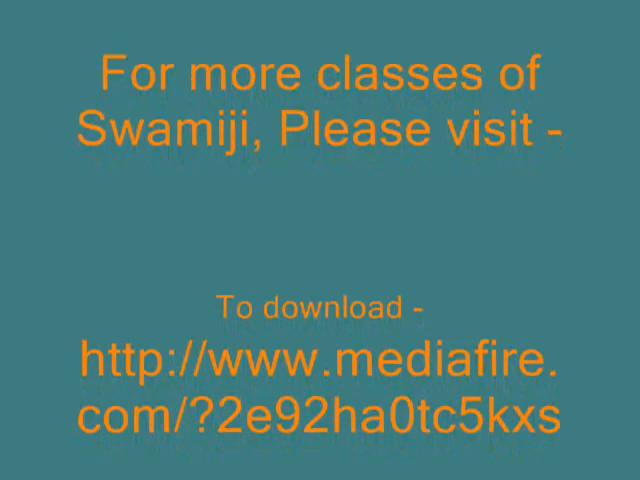 For more classes of
Swamiji, Please visit -
To download -
http://www.mediafire.
com/?2e92ha0tc5kxs